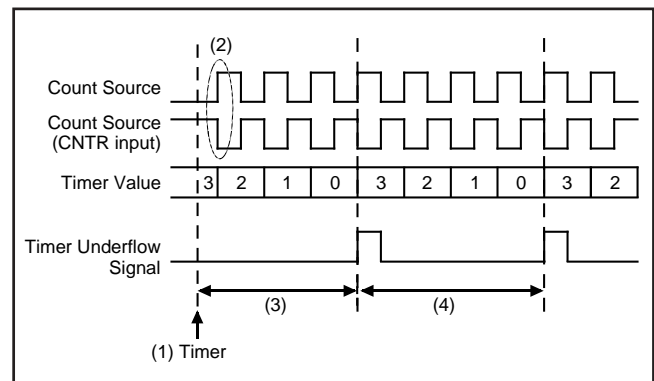 (2)
Count Source
Count Source
(CNTR input)
Timer Value 3 2 1 0 3 2 1 0 3 2
Timer Underflow
Signal
(3) (4)
(1) Timer